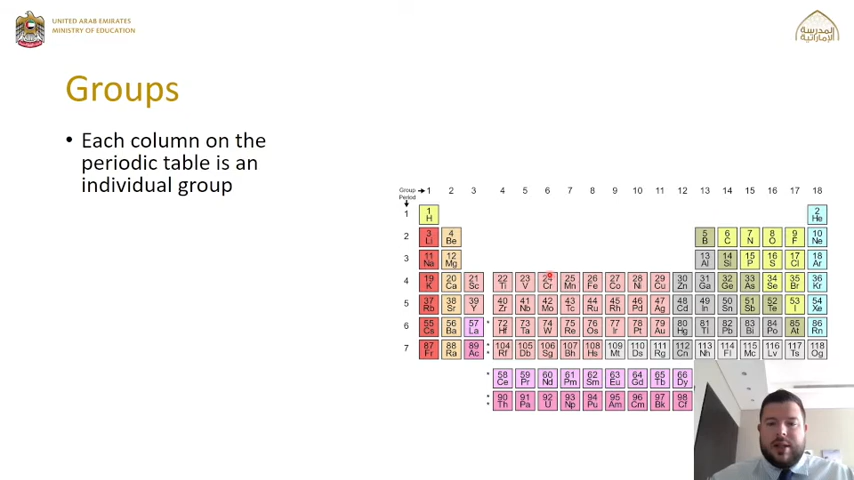 UNITED ARAB EMIRATES
MINISTRY OF EDUCATION
المدرسة
الإماراتية
Groups
• Each column on the
periodic table is an
individual group
Group 1 2 3 4 5 6 7 8 9 10 11 12 13 14 15 16 17 18
Period
1 1 2
H He
2 3 4 5 6 7 8 9 10
Li Be B C N O F Ne
3 11 12 13 14 15 16 17 18
Na Mg Al Si P S Cl Ar
4 19 20 21 22 23 24 25 26 27 28 29 30 31 32 33 34 35 36
K Ca Sc Ti V Cr Mn Fe Co Ni Cu Zn Ga Ge As Se Br Kr
5 37 38 39 40 41 42 43 44 45 46 47 48 49 50 51 52 53 54
Rb Sr Y Zr Nb Mo Tc Ru Rh Pd Ag Cd In Sn Sb Te I Xe
6 55 56 57 * 72 73 74 75 76 77 78 79 80 81 82 83 84 85 86
Cs Ba La Hf Ta W Re Os Ir Pt Au Hg Tl Pb Bi Po At Rn
7 87 88 89 * 104 105 106 107 108 109 110 111 112 113 114 115 116 117 118
Fr Ra Ac * Rf Db Sg Bh Hs Mt Ds Rg Cn Nh Fl Mc Lv Ts Og
* 58 59 60 61 62 63 64 65 66
Ce Pr Nd Pm Sm Eu Gd Tb Dy
* 90 91 92 93 94 95 96 97 98
* Th Pa U Np Pu Am Cm Bk Cf